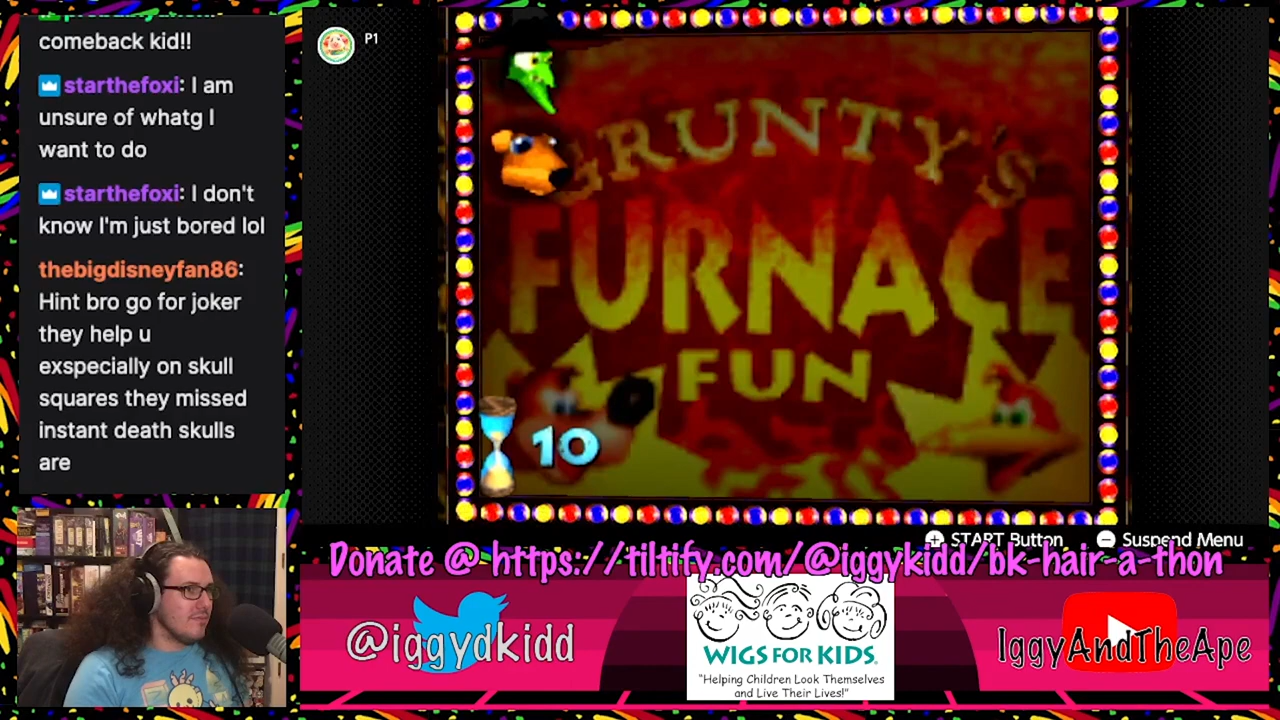 comeback kid!!
starthefoxi: I am
unsure of whatg I
want to do
starthefoxi: I don't
know I'm just bored lol
thebigdisneyfan86:
Hint bro go for joker
they help u
exspecially on skull
squares they missed
instant death skulls
are
P1
GRUNTY'S
FURNACE
FUN
10
START Button
Suspend Menu
Donate @ https://tiltify.com/@iggykidd/bk-hair-a-thon
@iggydkidd
WIGS FOR KIDS.
"Helping Children Look Themselves
and Live Their Lives!"
IggyAndTheApe